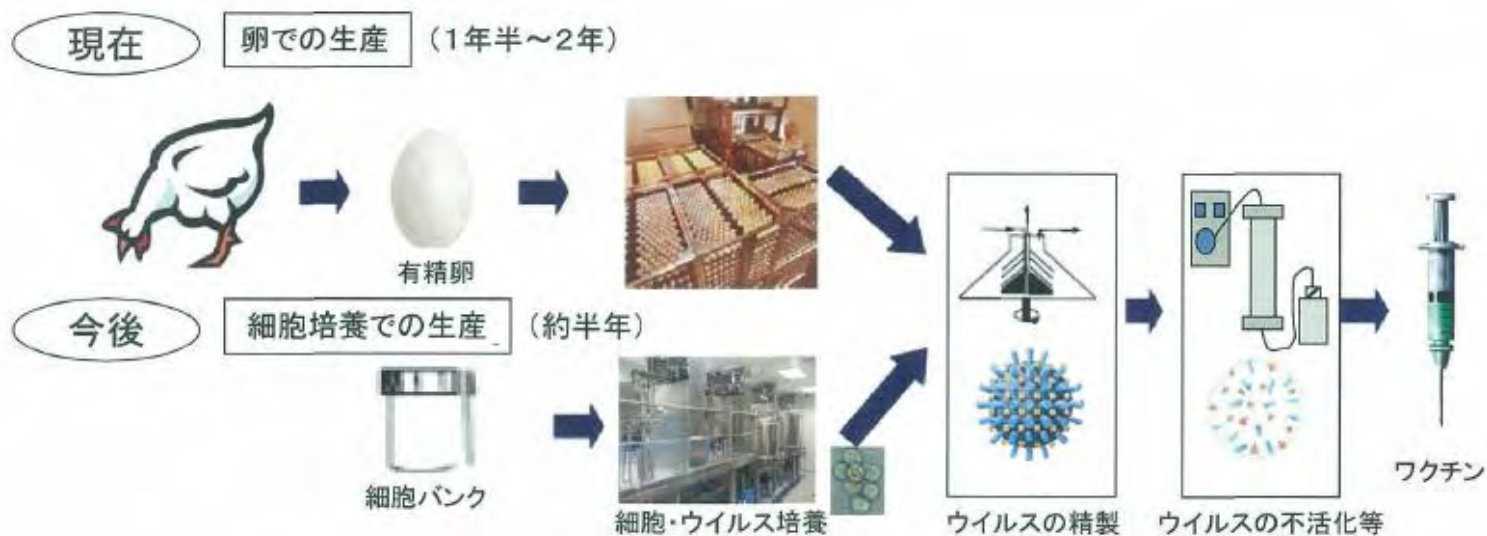 現在 卵での生産 (1年半～2年)
有精卵
今後 細胞培養での生産 (約半年)
細胞バンク
細胞・ウイルス培養
ウイルスの精製
ウイルスの不活化等
ワクチン